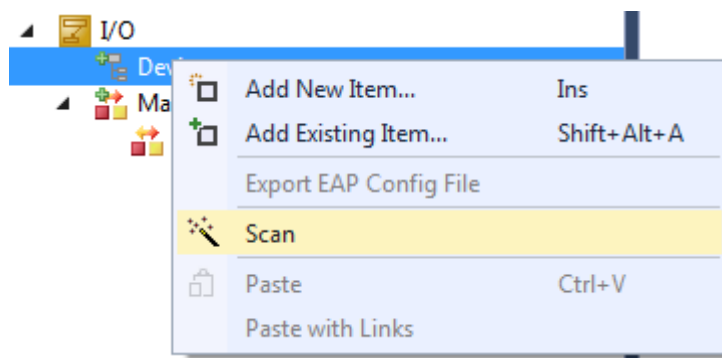 I/O
Dev
Add New Item... Ins
Ma
Add Existing Item... Shift+Alt+A
Export EAP Config File
Scan
Paste Ctrl+V
Paste with Links